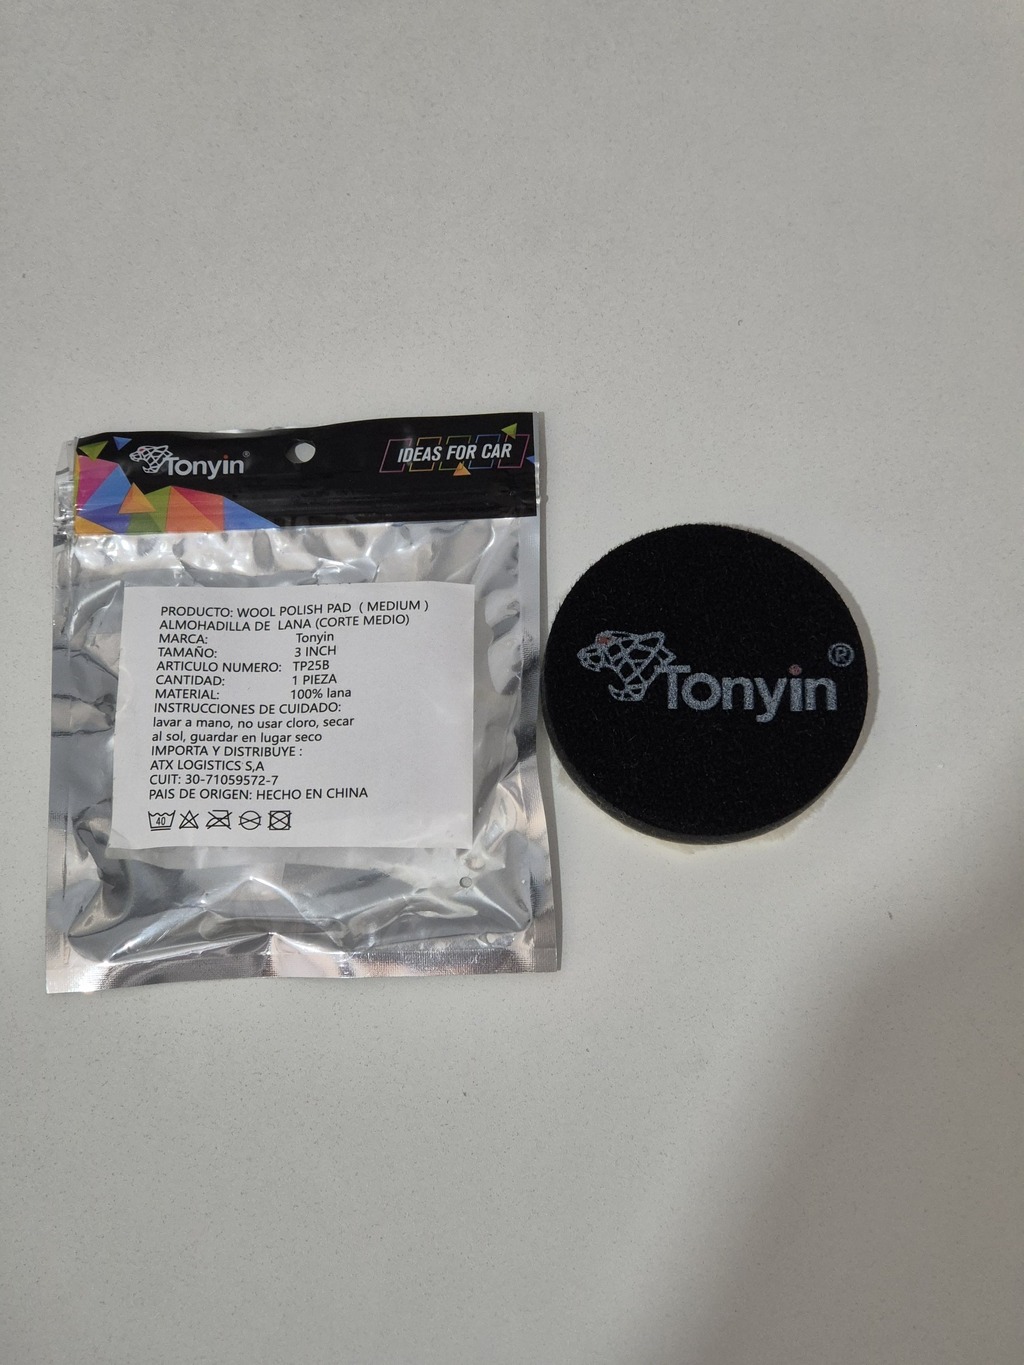 Tonyin®
IDEAS FOR CAR
PRODUCTO: WOOL POLISH PAD ( MEDIUM )
ALMOHADILLA DE LANA (CORTE MEDIO)
MARCA: Tonyin
TAMAÑO: 3 INCH
ARTICULO NUMERO: TP25B
CANTIDAD: 1 PIEZA
MATERIAL: 100% lana
INSTRUCCIONES DE CUIDADO:
lavar a mano, no usar cloro, secar
al sol, guardar en lugar seco
IMPORTA Y DISTRIBUYE :
ATX LOGISTICS S,A
CUIT: 30-71059572-7
PAIS DE ORIGEN: HECHO EN CHINA
40
Tonyin®